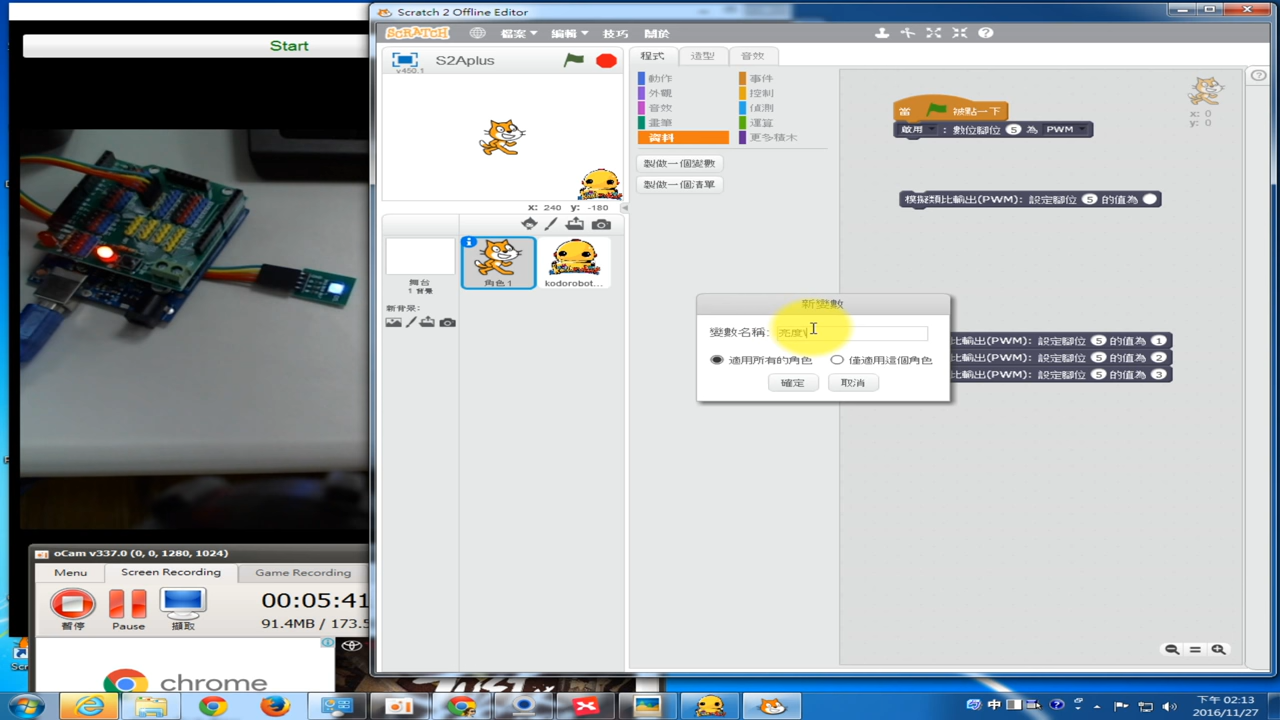 Start
Scratch 2 Offline Editor
SCRATCH
檔案 編輯 技巧 關於
v450.1
S2Aplus
程式 造型 音效
動作 事件
外觀 控制
音效 偵測
畫筆 運算
資料 更多積木
製做一個變數
製做一個清單
x: 240 y: -180
舞台
1 背景
新背景:
角色1
kodorobot...
當 被點一下
啟用 : 數位腳位 5 為 PWM
x: 0
y: 0
模擬類比輸出(PWM): 設定腳位 5 的值為
比輸出(PWM): 設定腳位 5 的值為 1
比輸出(PWM): 設定腳位 5 的值為 2
比輸出(PWM): 設定腳位 5 的值為 3
新變數
變數名稱: 亮度
適用所有的角色 僅適用這個角色
確定 取消
oCam v337.0 (0, 0, 1280, 1024)
Menu Screen Recording Game Recording
暫停 Pause 擷取
00:05:41
91.4MB / 173.5
chrome
Scr
中
下午 02:13
2016/11/27